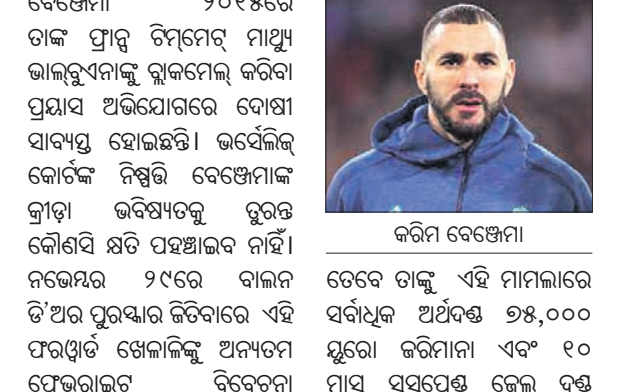 ବେଞ୍ଜେମା ୨୦୧୫ରେ
ତାଙ୍କ ଫ୍ରାନ୍ସ ଟିମ୍‌ମେଟ୍ ମାଥ୍ୟୁ
ଭାଲ୍‌ବୁଏନାଙ୍କୁ ବ୍ଲାକମେଲ୍ କରିବା
ପ୍ରୟାସ ଅଭିଯୋଗରେ ଦୋଷୀ
ସାବ୍ୟସ୍ତ ହୋଇଛନ୍ତି। ଭର୍ସେଲିଜ୍
କୋର୍ଟଙ୍କ ନିଷ୍ପତ୍ତି ବେଞ୍ଜେମାଙ୍କ
କ୍ରୀଡ଼ା ଭବିଷ୍ୟତକୁ ତୁରନ୍ତ
କୌଣସି କ୍ଷତି ପହଞ୍ଚାଇବ ନାହିଁ।
ନଭେମ୍ବର ୨୯ରେ ବାଲନ
ଡି'ଅର ପୁରସ୍କାର ଜିତିବାରେ ଏହି
ଫରୱାର୍ଡ ଖେଳାଳିଙ୍କୁ ଅନ୍ୟତମ
ଫେଭରାଇଟ ବିବେଚନା
କରିମ ବେଞ୍ଜେମା
ତେବେ ତାଙ୍କୁ ଏହି ମାମଲାରେ
ସର୍ବାଧିକ ଅର୍ଥଦଣ୍ଡ ୭୫,୦୦୦
ୟୁରୋ ଜରିମାନା ଏବଂ ୧୦
ମାସ ସସପେଣ୍ଡ ଜେଲ୍ ଦଣ୍ଡ